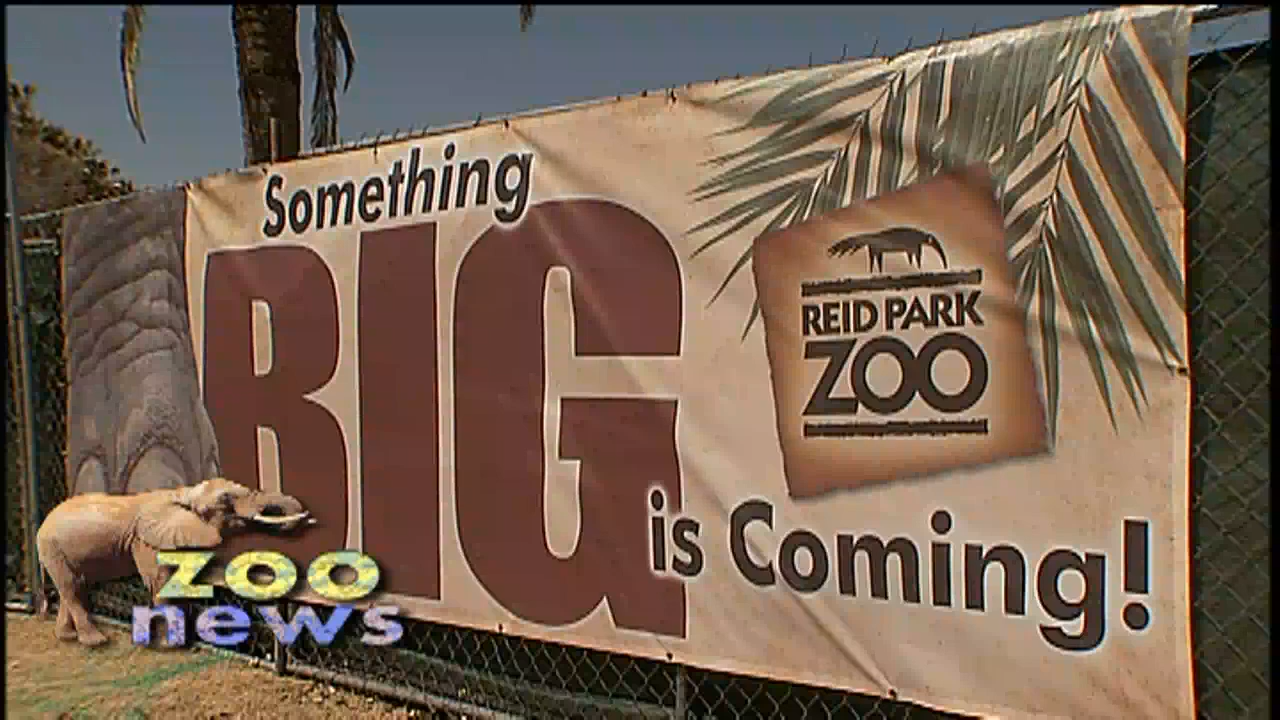 Something
BIG
is Coming!
REID PARK
ZOO
zoo
news